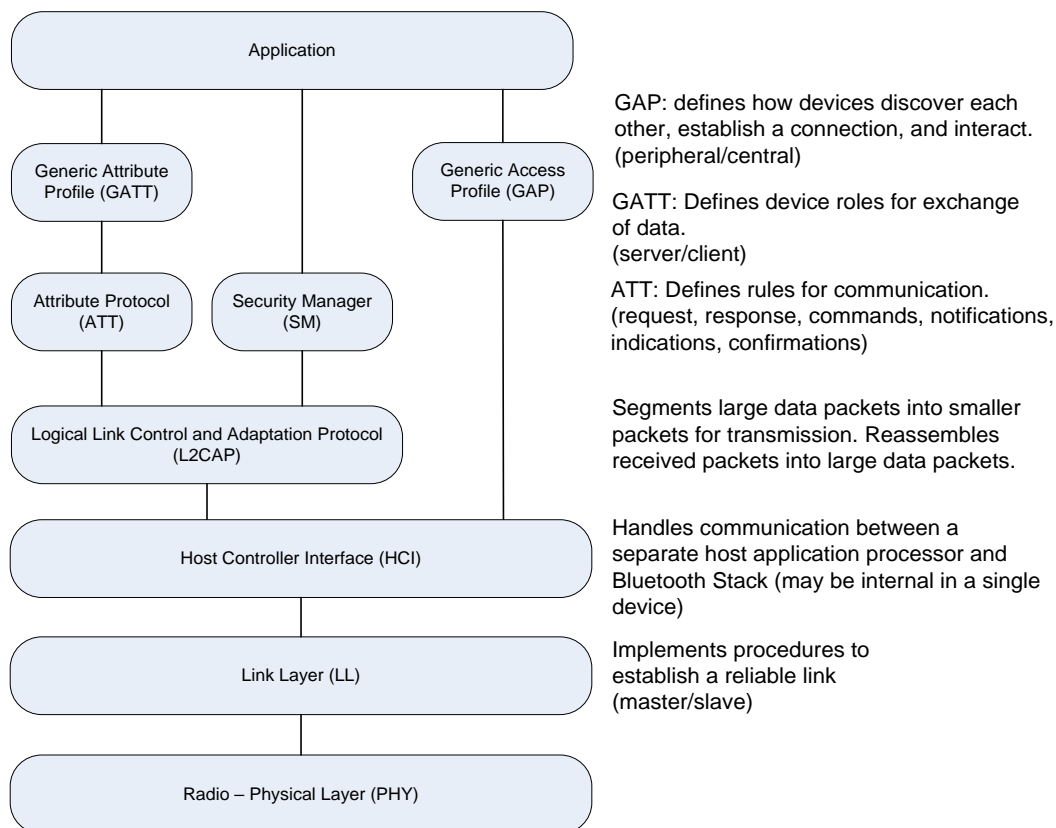 Application
GAP: defines how devices discover each
other, establish a connection, and interact.
(peripheral/central)
Generic Attribute
Profile (GATT)
Generic Access
Profile (GAP)
GATT: Defines device roles for exchange
of data.
(server/client)
Attribute Protocol
(ATT)
Security Manager
(SM)
ATT: Defines rules for communication.
(request, response, commands, notifications,
indications, confirmations)
Logical Link Control and Adaptation Protocol
(L2CAP)
Segments large data packets into smaller
packets for transmission. Reassembles
received packets into large data packets.
Host Controller Interface (HCI)
Handles communication between a
separate host application processor and
Bluetooth Stack (may be internal in a single
device)
Link Layer (LL)
Implements procedures to
establish a reliable link
(master/slave)
Radio – Physical Layer (PHY)